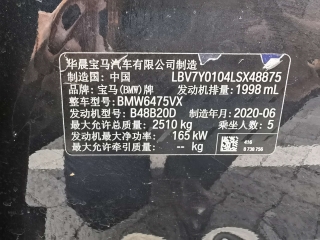 华晨宝马汽车有限公司制造
制造国：中国 LBV7Y0104LSX48875
品牌：宝马(BMW)牌 发动机排量：1998 mL
整车型号：BMW6475VX
发动机型号：B48B20D 制造年月：2020-06
最大允许总质量：2510 kg 乘坐人数：5
发动机最大净功率：165 kW
最大允许牵引质量：-- kg
416
8 736 756